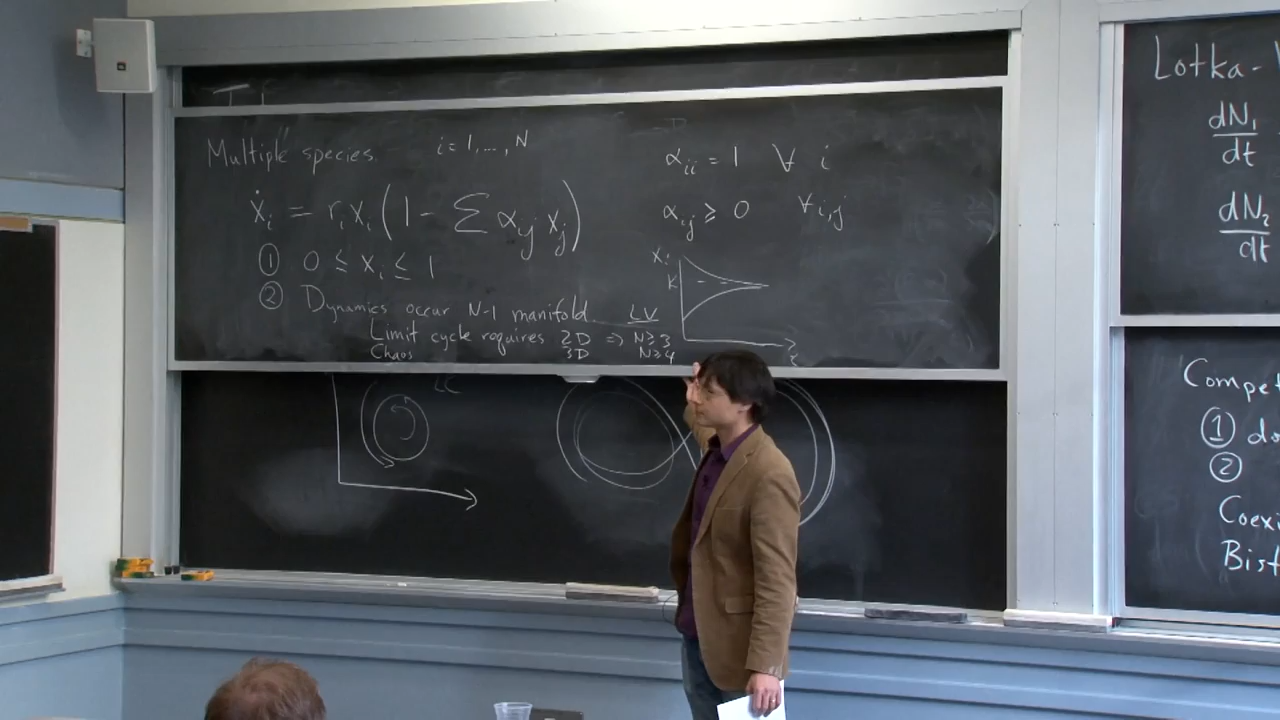 Multiple species. i = 1, ..., N
ẋᵢ = rᵢxᵢ(1 - Σ αᵢⱼ xⱼ)
① 0 ≤ xᵢ ≤ 1
② Dynamics occur N-1 manifold. LV
Limit cycle requires 2D => N≥3
Chaos 3D N≥4
αᵢᵢ = 1 ∀ i
αᵢⱼ ≥ 0 ∀ i,j
xᵢ
K
t
LC
Lotka-
dN₁
dt
dN₂
dt
Compe
① do
②
Coexi
Bist